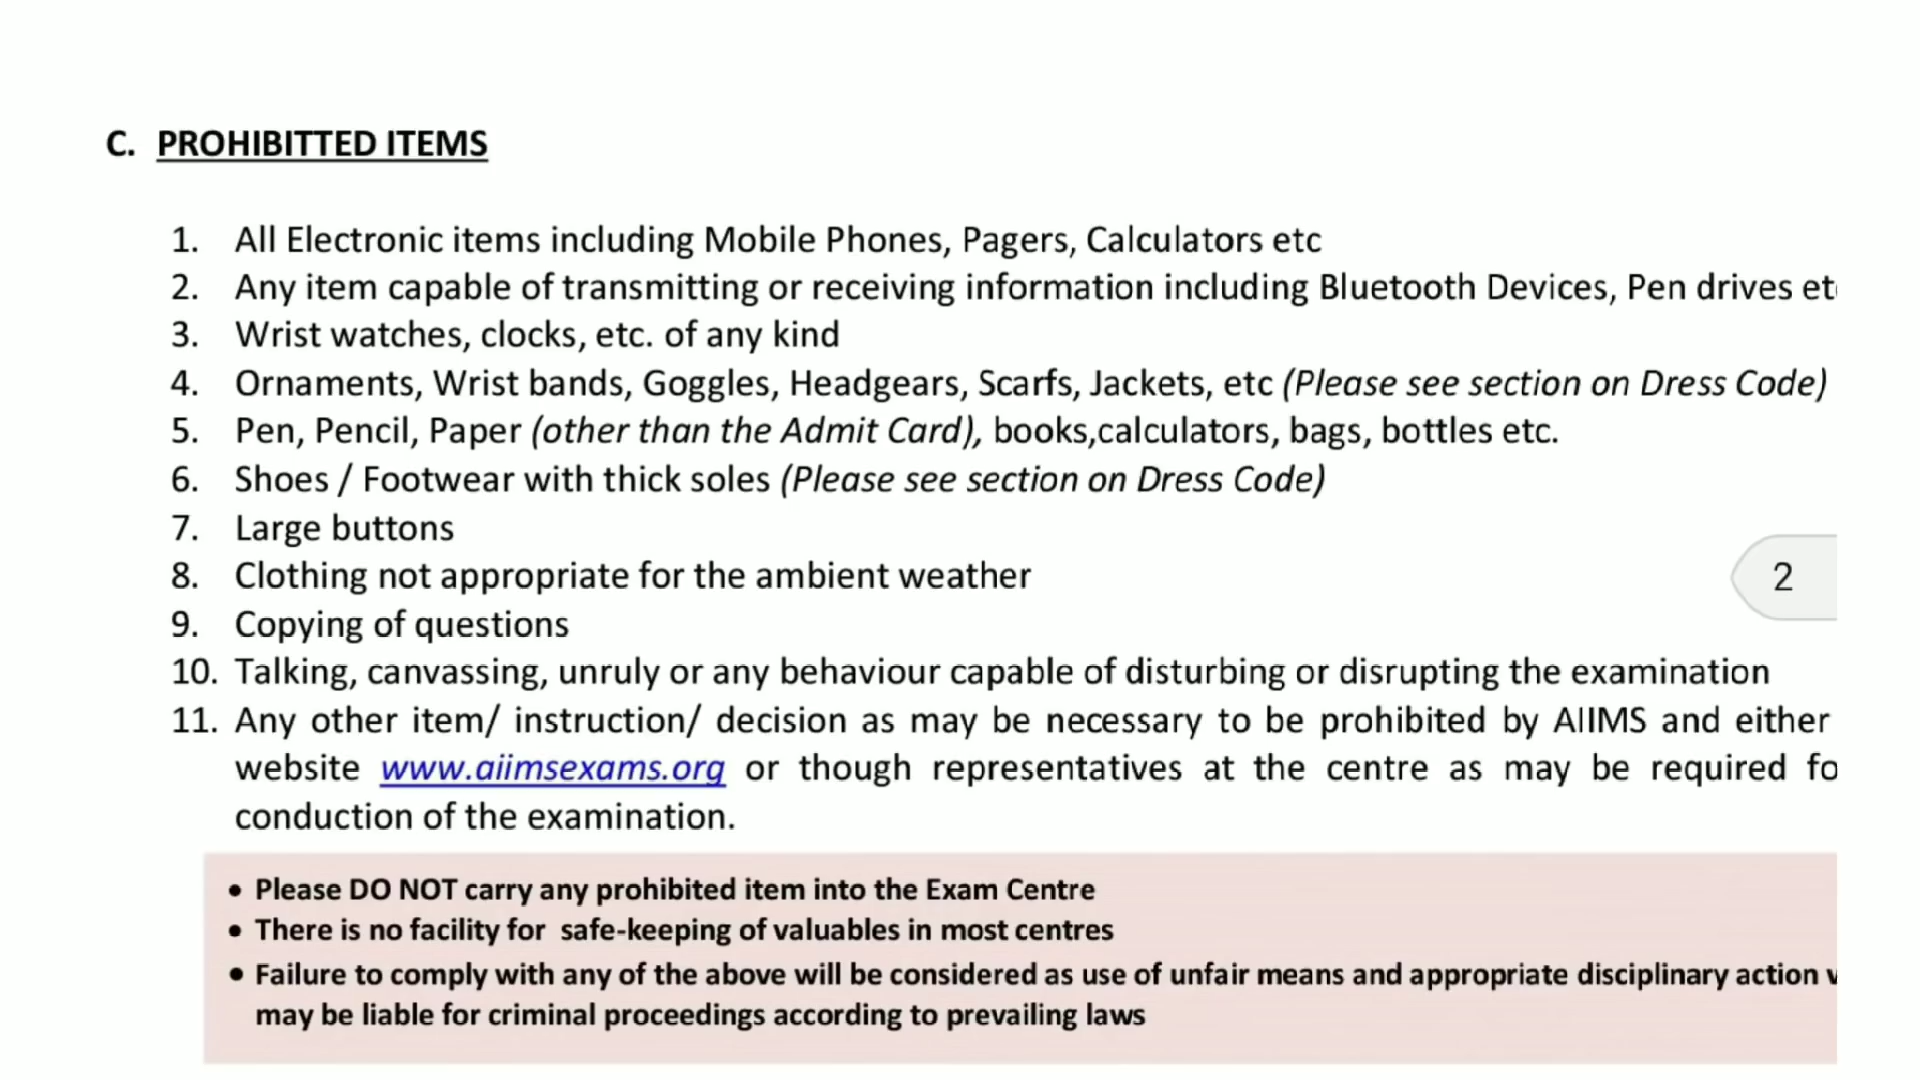 C. PROHIBITTED ITEMS
1. All Electronic items including Mobile Phones, Pagers, Calculators etc
2. Any item capable of transmitting or receiving information including Bluetooth Devices, Pen drives et
3. Wrist watches, clocks, etc. of any kind
4. Ornaments, Wrist bands, Goggles, Headgears, Scarfs, Jackets, etc (Please see section on Dress Code)
5. Pen, Pencil, Paper (other than the Admit Card), books,calculators, bags, bottles etc.
6. Shoes / Footwear with thick soles (Please see section on Dress Code)
7. Large buttons
8. Clothing not appropriate for the ambient weather
2
9. Copying of questions
10. Talking, canvassing, unruly or any behaviour capable of disturbing or disrupting the examination
11. Any other item/ instruction/ decision as may be necessary to be prohibited by AIIMS and either
website www.aiimsexams.org or though representatives at the centre as may be required fo
conduction of the examination.
• Please DO NOT carry any prohibited item into the Exam Centre
• There is no facility for safe-keeping of valuables in most centres
• Failure to comply with any of the above will be considered as use of unfair means and appropriate disciplinary action
may be liable for criminal proceedings according to prevailing laws